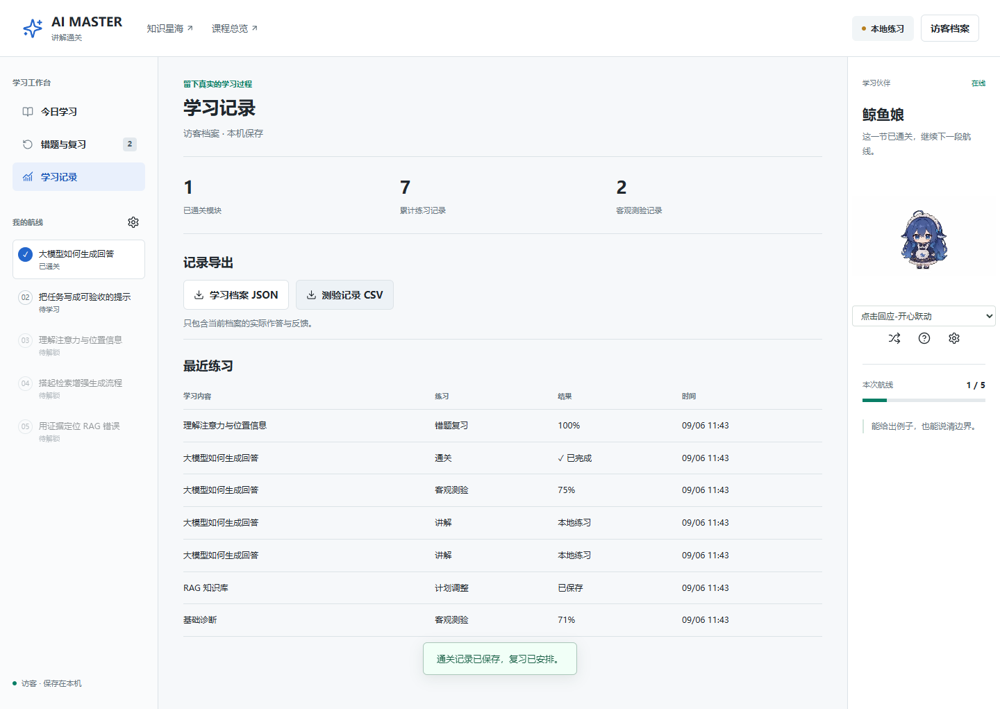 AI MASTER
讲解通关
知识星海 ↗
课程总览 ↗
本地练习
访客档案
学习工作台
今日学习
错题与复习
2
学习记录
我的航线
大模型如何生成回答
已通关
02
把任务写成可验收的提示
待学习
03
理解注意力与位置信息
待解锁
04
搭起检索增强生成流程
待解锁
05
用证据定位 RAG 错误
待解锁
访客 · 保存在本机
留下真实的学习过程
学习记录
访客档案 · 本机保存
1
已通关模块
7
累计练习记录
2
客观测验记录
记录导出
学习档案 JSON
测验记录 CSV
只包含当前档案的实际作答与反馈。
最近练习
学习内容 练习 结果 时间
理解注意力与位置信息 错题复习 100% 09/06 11:43
大模型如何生成回答 通关 ✓ 已完成 09/06 11:43
大模型如何生成回答 客观测验 75% 09/06 11:43
大模型如何生成回答 讲解 本地练习 09/06 11:43
大模型如何生成回答 讲解 本地练习 09/06 11:43
RAG 知识库 计划调整 已保存 09/06 11:43
基础诊断 客观测验 71% 09/06 11:43
通关记录已保存，复习已安排。
学习伙伴
在线
鲸鱼娘
这一节已通关，继续下一段航
线。
点击回应-开心跃动
本次航线
1 / 5
能给出例子，也能说清边界。